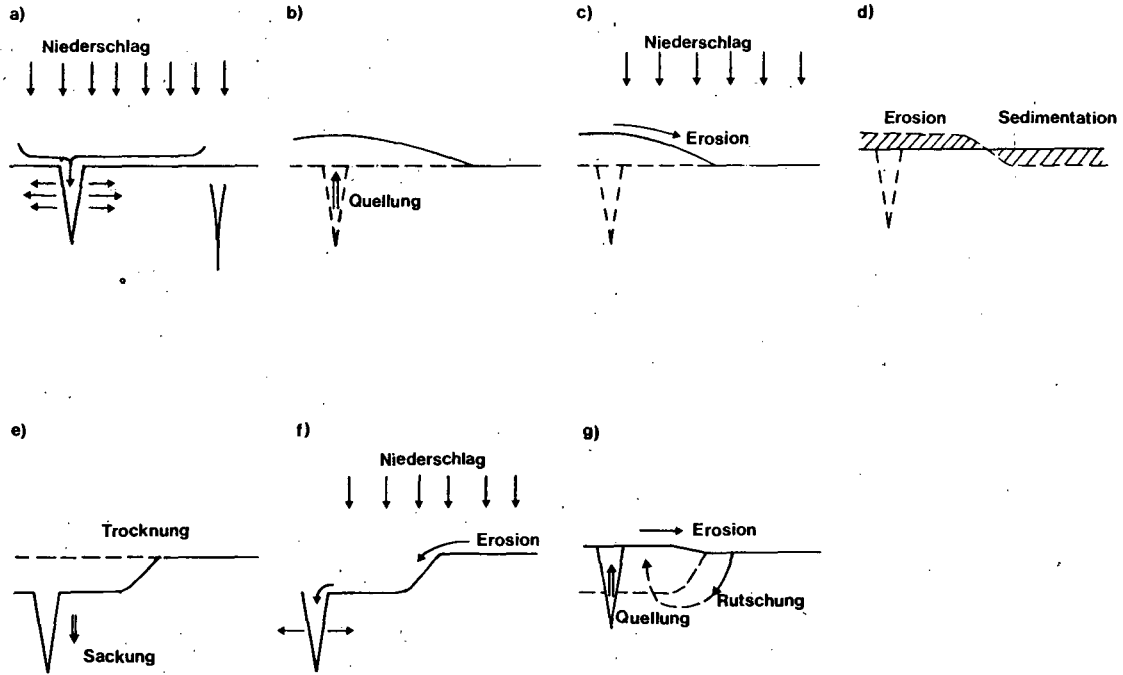 a)
Niederschlag
b)
Quellung
c)
Niederschlag
Erosion
d)
Erosion
Sedimentation
e)
Trocknung
Sackung
f)
Niederschlag
Erosion
g)
Erosion
Rutschung
Quellung